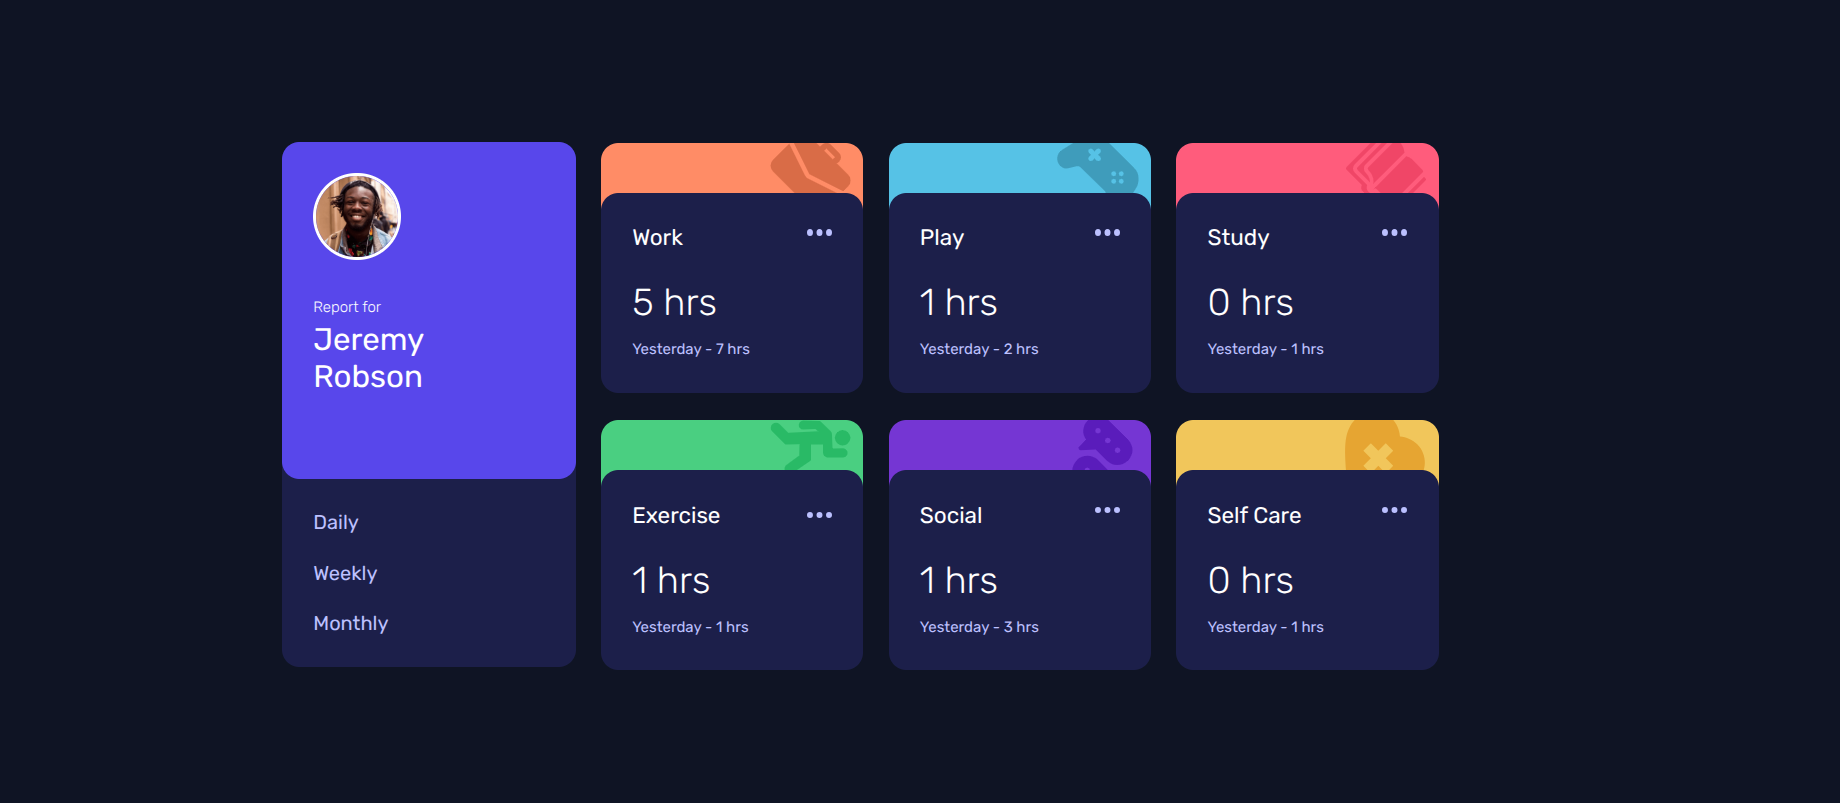 Report for
Jeremy
Robson
Daily
Weekly
Monthly
Work
5 hrs
Yesterday - 7 hrs
Play
1 hrs
Yesterday - 2 hrs
Study
0 hrs
Yesterday - 1 hrs
Exercise
1 hrs
Yesterday - 1 hrs
Social
1 hrs
Yesterday - 3 hrs
Self Care
0 hrs
Yesterday - 1 hrs